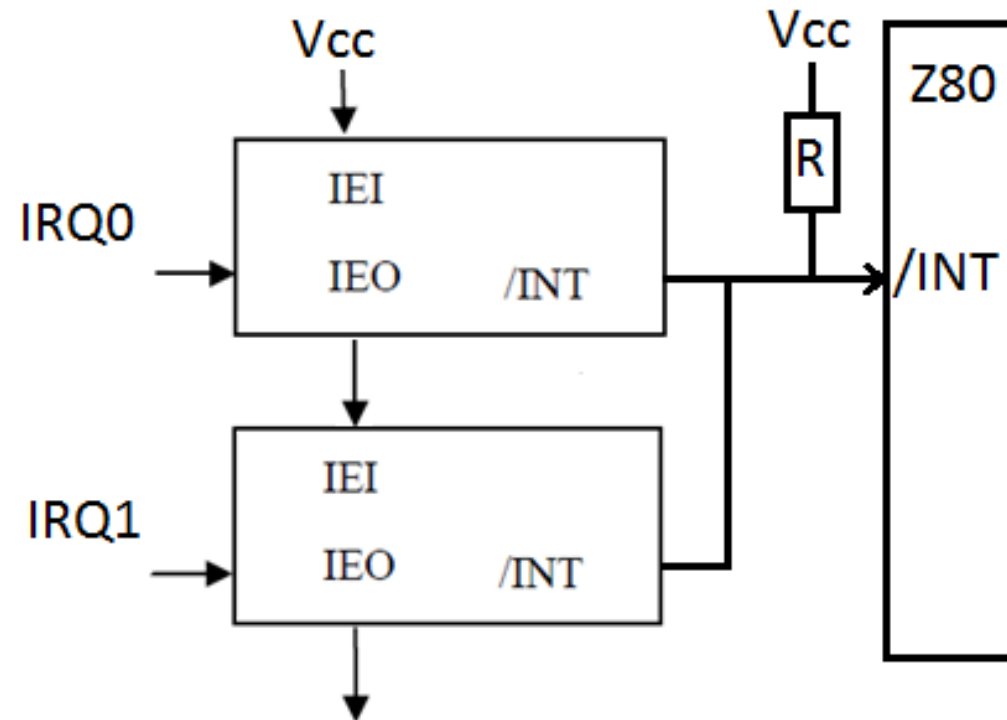 Vcc
Vcc
Z80
IEI
R
IRQ0
IEO
/INT
/INT
IEI
IRQ1
IEO
/INT